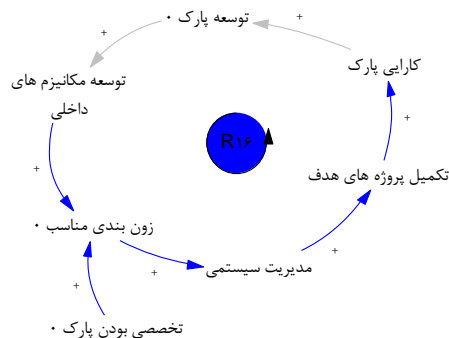 توسعه پارک ۰
+
+
کارایی پارک
توسعه مکانیزم های
داخلی
+
R۱۶
+
تکمیل پروژه های هدف
زون بندی مناسب ۰
+
مدیریت سیستمی
+
+
تخصصی بودن پارک ۰